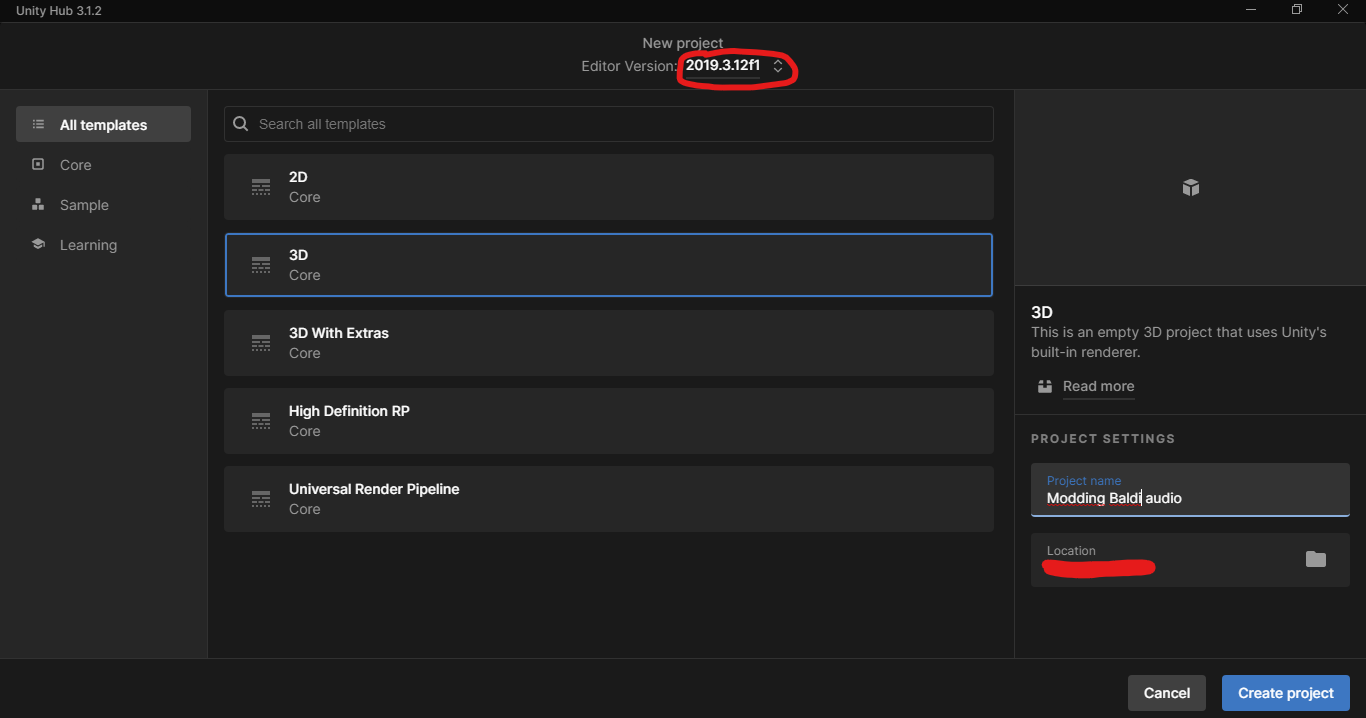 Unity Hub 3.1.2
New project
Editor Version: 2019.3.12f1
All templates
Core
Sample
Learning
Search all templates
2D
Core
3D
Core
3D With Extras
Core
High Definition RP
Core
Universal Render Pipeline
Core
3D
This is an empty 3D project that uses Unity's
built-in renderer.
Read more
PROJECT SETTINGS
Project name
Modding Baldi audio
Location
Cancel
Create project